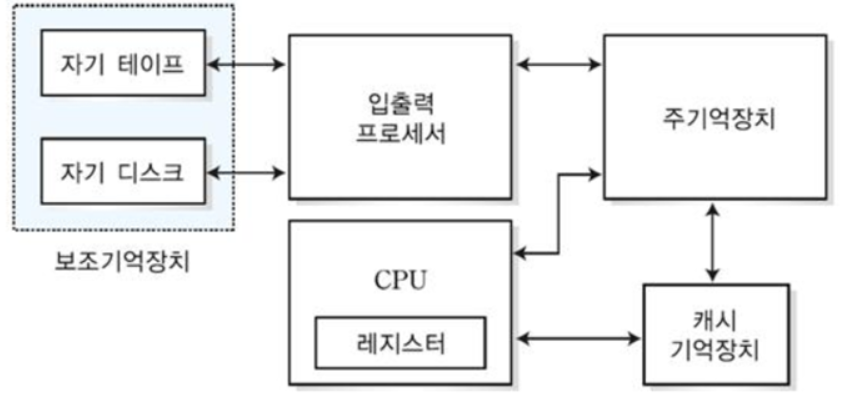 자기 테이프
입출력
프로세서
주기억장치
자기 디스크
보조기억장치
CPU
레지스터
캐시
기억장치